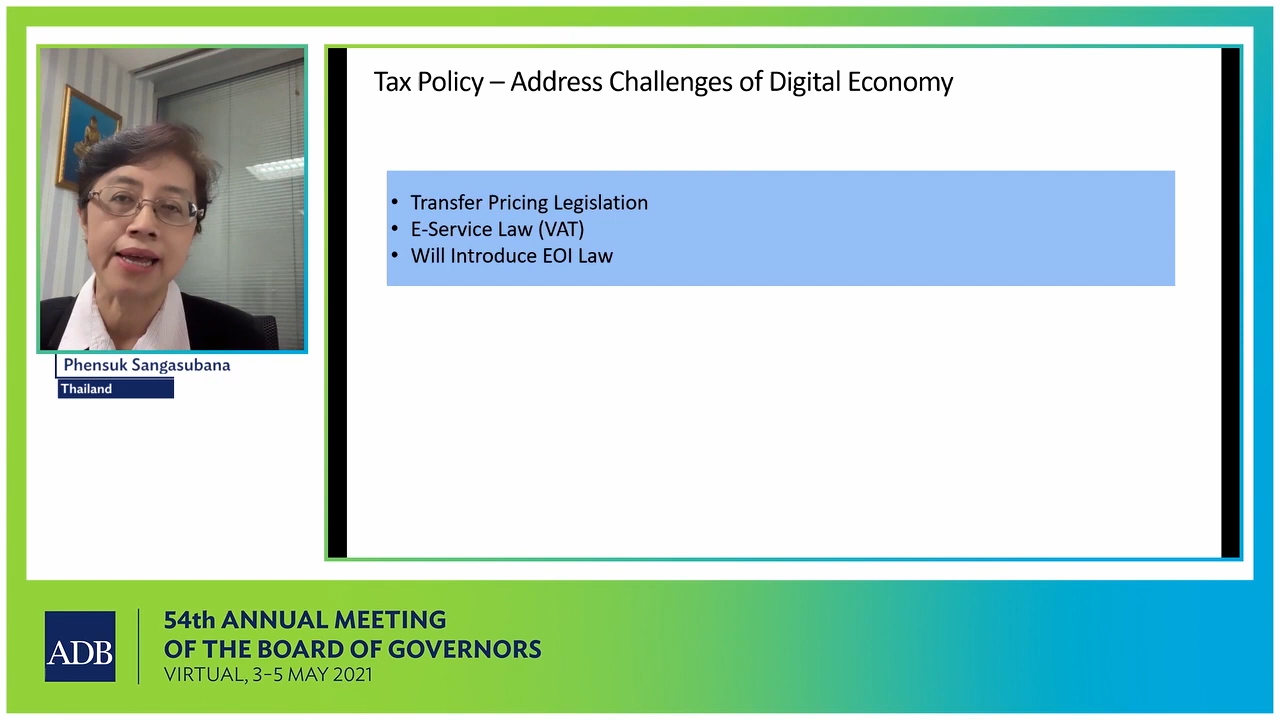 Tax Policy – Address Challenges of Digital Economy
• Transfer Pricing Legislation
• E-Service Law (VAT)
• Will Introduce EOI Law
Phensuk Sangasubana
Thailand
ADB
54th ANNUAL MEETING
OF THE BOARD OF GOVERNORS
VIRTUAL, 3–5 MAY 2021